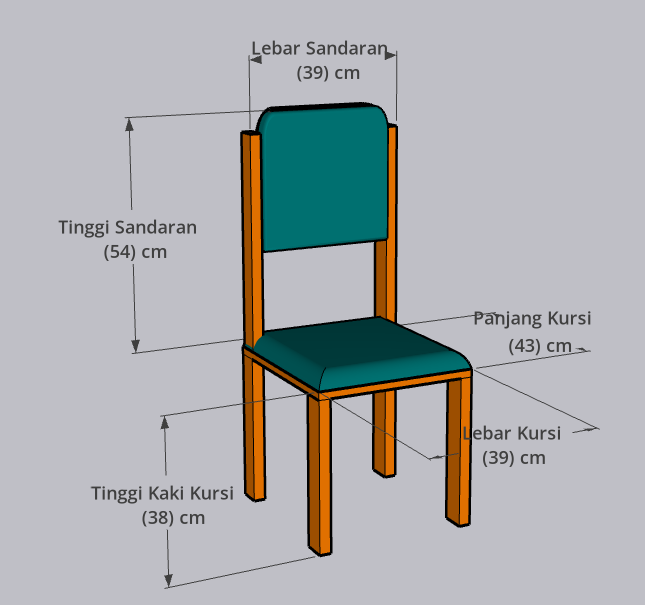 Lebar Sandaran
(39) cm
Tinggi Sandaran
(54) cm
Panjang Kursi
(43) cm
Lebar Kursi
(39) cm
Tinggi Kaki Kursi
(38) cm